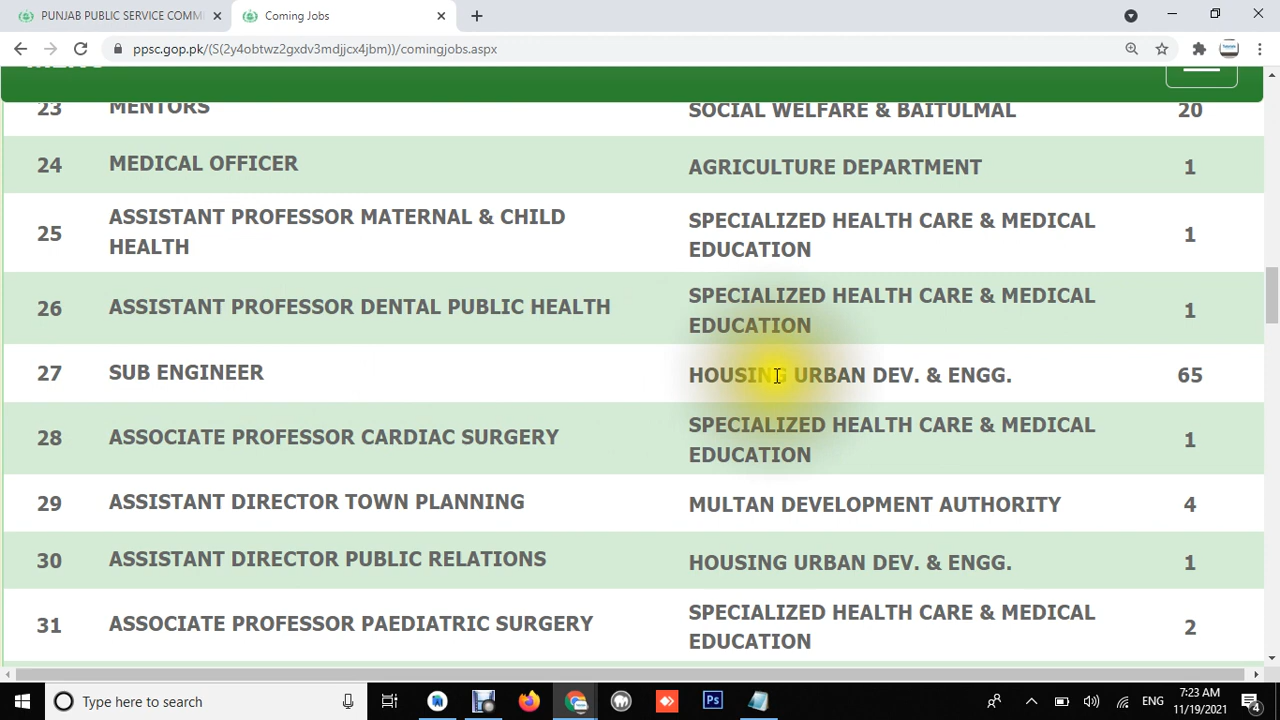 PUNJAB PUBLIC SERVICE COMMI
Coming Jobs
ppsc.gop.pk/(S(2y4obtwz2gxdv3mdjjcx4jbm))/comingjobs.aspx
23 MENTORS SOCIAL WELFARE & BAITULMAL 20
24 MEDICAL OFFICER AGRICULTURE DEPARTMENT 1
25 ASSISTANT PROFESSOR MATERNAL & CHILD HEALTH SPECIALIZED HEALTH CARE & MEDICAL EDUCATION 1
26 ASSISTANT PROFESSOR DENTAL PUBLIC HEALTH SPECIALIZED HEALTH CARE & MEDICAL EDUCATION 1
27 SUB ENGINEER HOUSING URBAN DEV. & ENGG. 65
28 ASSOCIATE PROFESSOR CARDIAC SURGERY SPECIALIZED HEALTH CARE & MEDICAL EDUCATION 1
29 ASSISTANT DIRECTOR TOWN PLANNING MULTAN DEVELOPMENT AUTHORITY 4
30 ASSISTANT DIRECTOR PUBLIC RELATIONS HOUSING URBAN DEV. & ENGG. 1
31 ASSOCIATE PROFESSOR PAEDIATRIC SURGERY SPECIALIZED HEALTH CARE & MEDICAL EDUCATION 2
Type here to search
Ps
ENG
7:23 AM
11/19/2021
4